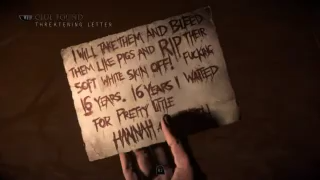 CLUE FOUND
THREATENING LETTER
I WILL TAKE THEM AND BLEED
THEM LIKE PIGS AND RIP THEIR
SOFT WHITE SKIN OFF! FUCKING
16 YEARS. 16 YEARS I WAITED
FOR PRETTY LITTLE
HANNAH